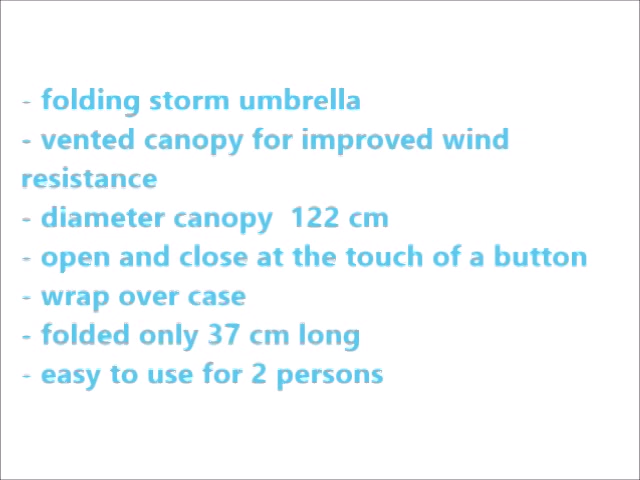 - folding storm umbrella
- vented canopy for improved wind
resistance
- diameter canopy  122 cm
- open and close at the touch of a button
- wrap over case
- folded only 37 cm long
- easy to use for 2 persons